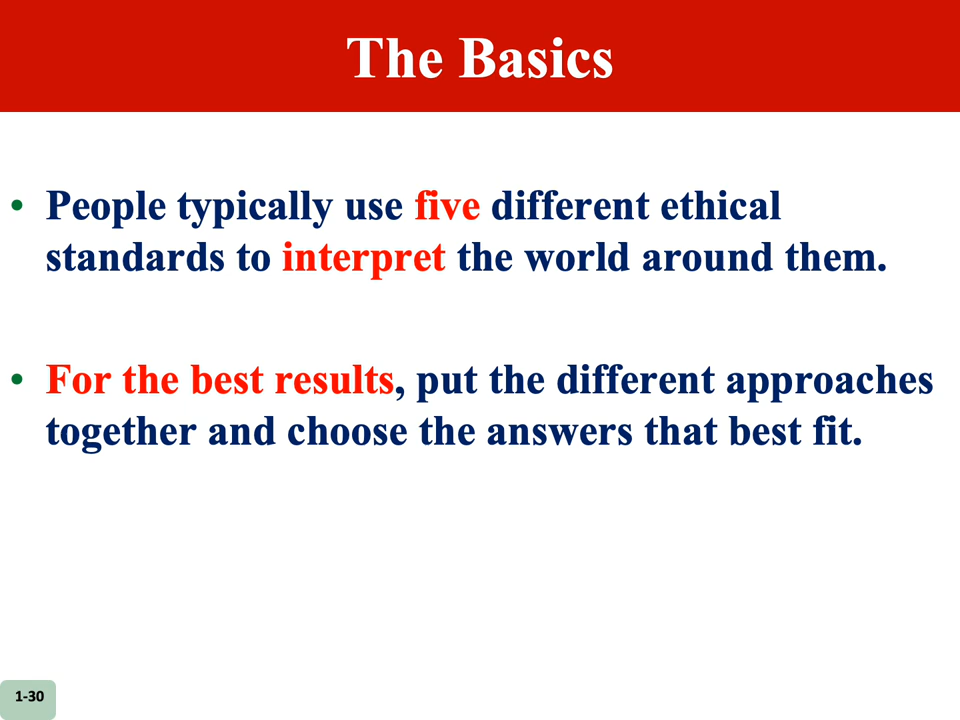 The Basics
• People typically use five different ethical
standards to interpret the world around them.
• For the best results, put the different approaches
together and choose the answers that best fit.
1-30